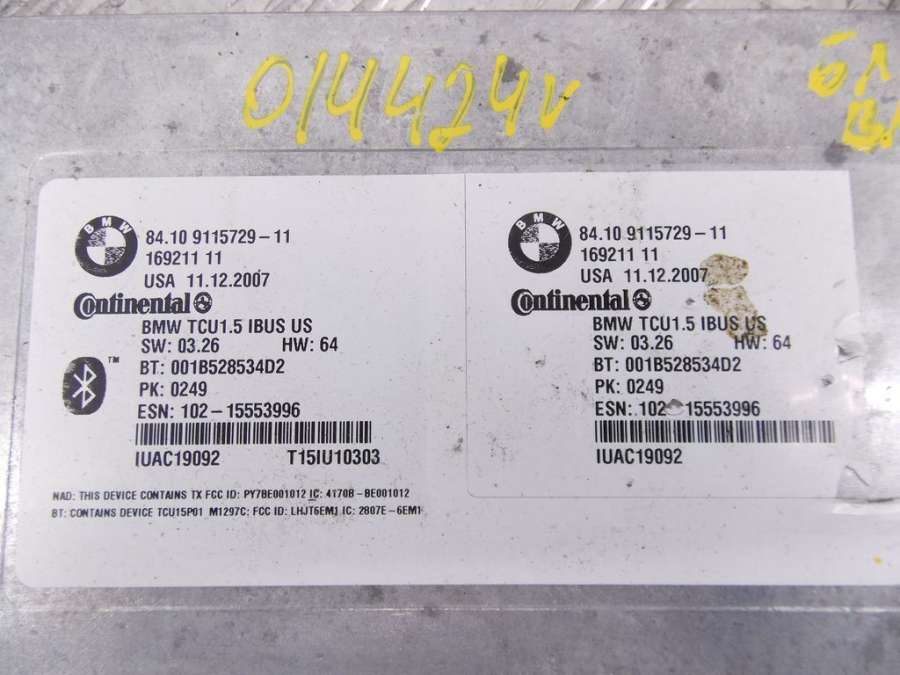 014424v
BMW
84.10 9115729-11
169211 11
USA 11.12.2007
Continental
BMW TCU1.5 IBUS US
SW: 03.26 HW: 64
BT: 001B528534D2
TM
PK: 0249
ESN: 102-15553996
IUAC19092 T15IU10303
NAD: THIS DEVICE CONTAINS TX FCC ID: PY7BE001012 IC: 4170B-BE001012
BT: CONTAINS DEVICE TCU15P01 M1297C: FCC ID: LHJT6EM1 IC: 2807E-6EM1
BMW
84.10 9115729-11
169211 11
USA 11.12.2007
Continental
BMW TCU1.5 IBUS US
SW: 03.26 HW: 64
BT: 001B528534D2
PK: 0249
ESN: 102-15553996
IUAC19092